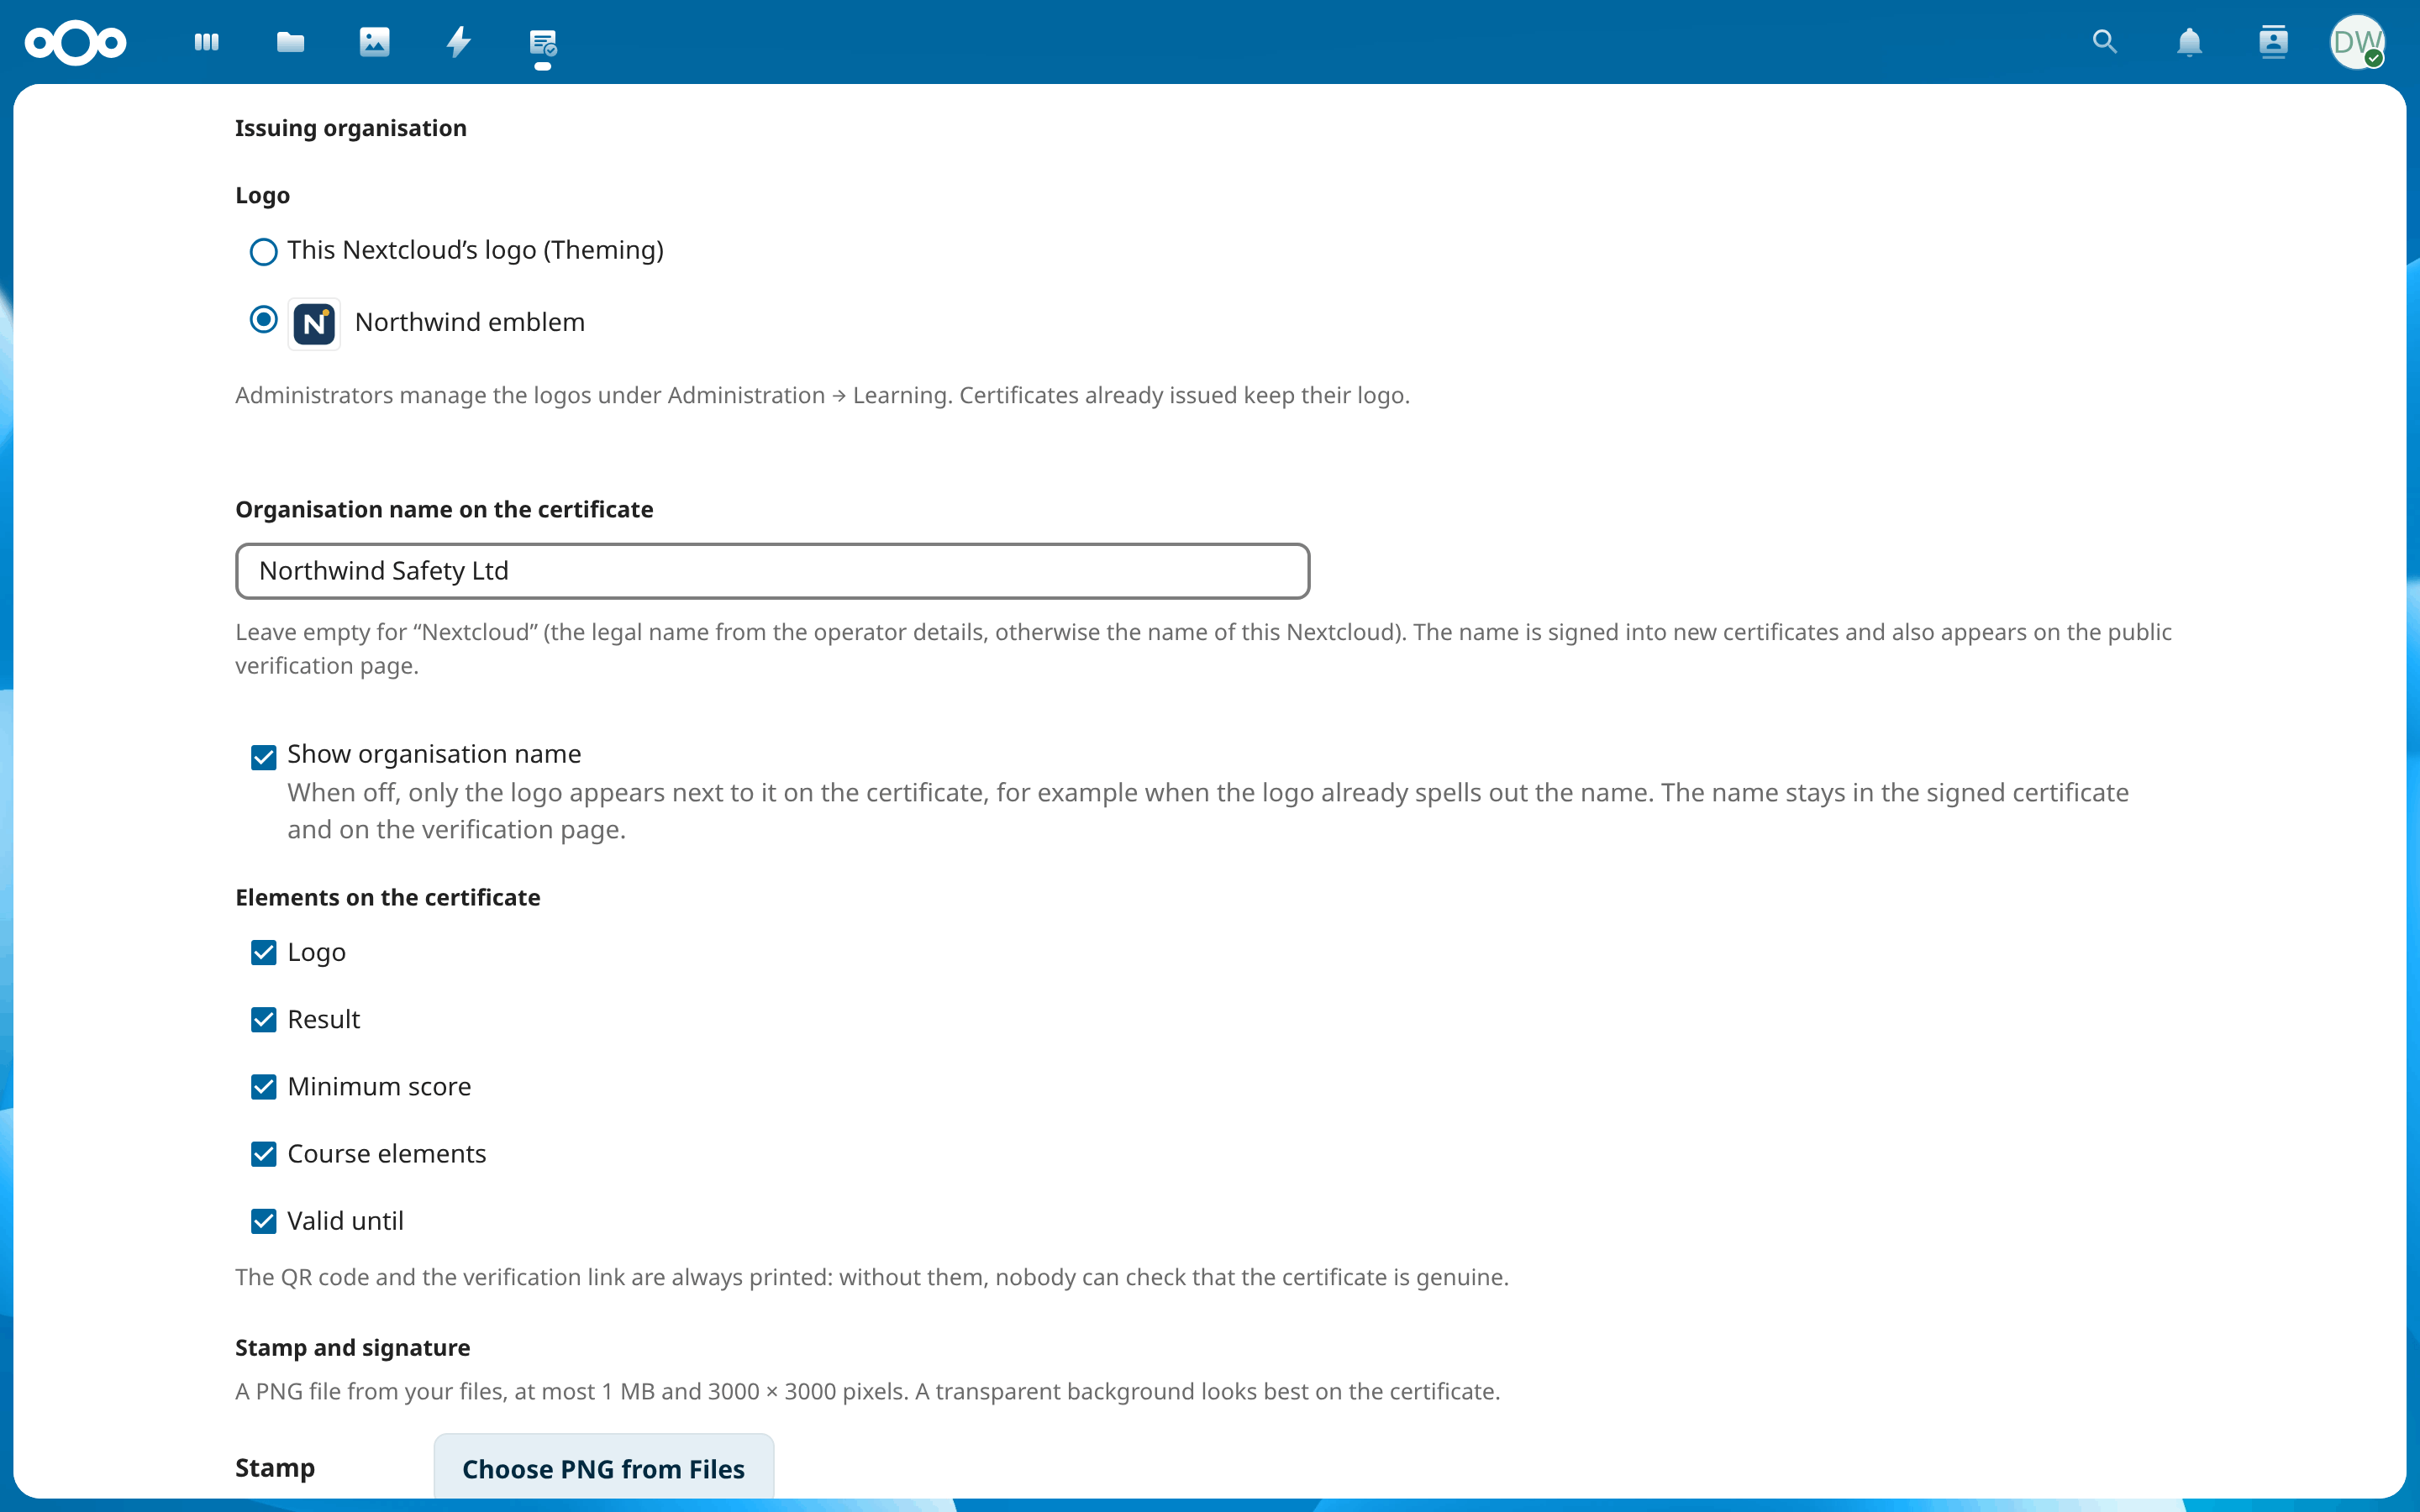 DW
Issuing organisation
Logo
This Nextcloud’s logo (Theming)
N Northwind emblem
Administrators manage the logos under Administration → Learning. Certificates already issued keep their logo.
Organisation name on the certificate
Northwind Safety Ltd
Leave empty for “Nextcloud” (the legal name from the operator details, otherwise the name of this Nextcloud). The name is signed into new certificates and also appears on the public
verification page.
Show organisation name
When off, only the logo appears next to it on the certificate, for example when the logo already spells out the name. The name stays in the signed certificate
and on the verification page.
Elements on the certificate
Logo
Result
Minimum score
Course elements
Valid until
The QR code and the verification link are always printed: without them, nobody can check that the certificate is genuine.
Stamp and signature
A PNG file from your files, at most 1 MB and 3000 × 3000 pixels. A transparent background looks best on the certificate.
Stamp Choose PNG from Files